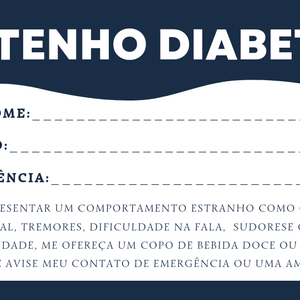 TENHO DIABET
OME:
O:
ÊNCIA:
ESENTAR UM COMPORTAMENTO ESTRANHO COMO
AL, TREMORES, DIFICULDADE NA FALA, SUDORESE
DADE, ME OFEREÇA UM COPO DE BEBIDA DOCE OU
E AVISE MEU CONTATO DE EMERGÊNCIA OU UMA AM